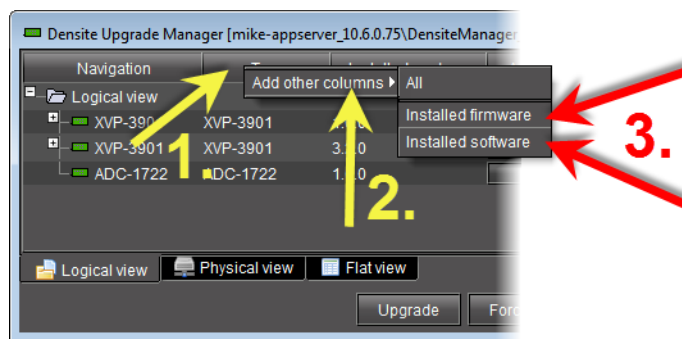 Densite Upgrade Manager [mike-appserver_10.6.0.75\DensiteManager
Navigation
Add other columns All
Logical view
Installed firmware
XVP-3901
Installed software
XVP-3901 XVP-3901
ADC-1722 ADC-1722
1
2.
3.
Logical view Physical view Flat view
Upgrade